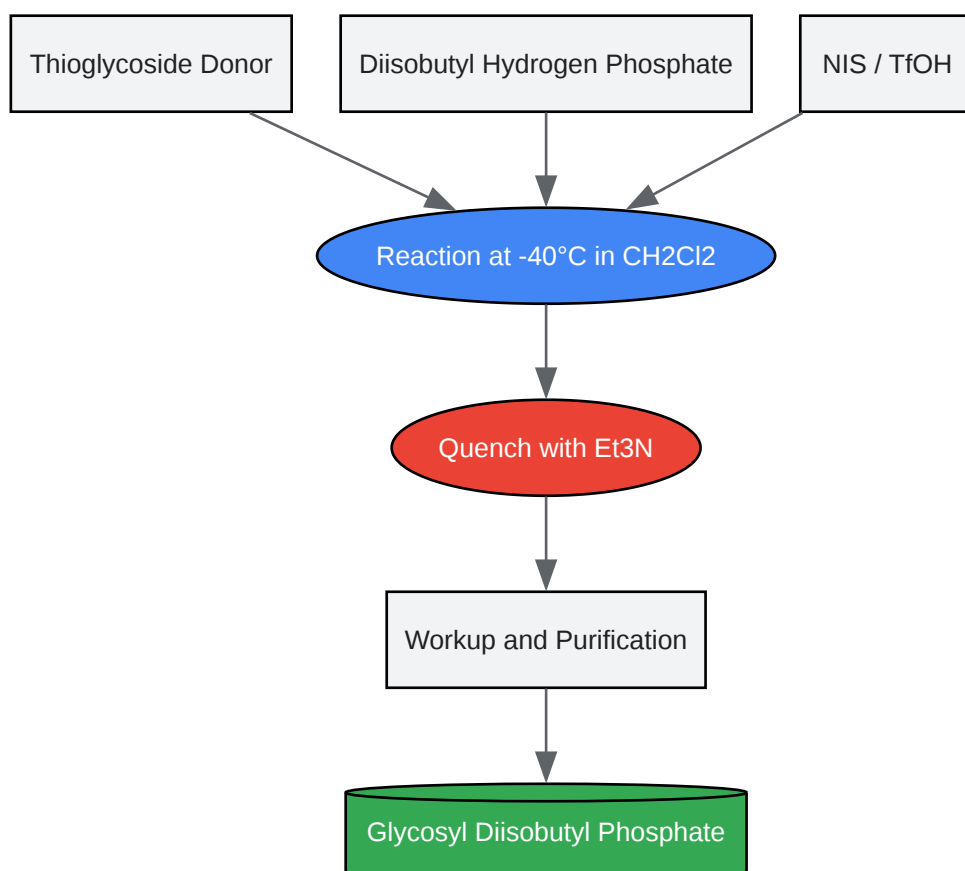 Thioglycoside Donor
Diisobutyl Hydrogen Phosphate
NIS / TfOH
Reaction at -40°C in CH2Cl2
Quench with Et3N
Workup and Purification
Glycosyl Diisobutyl Phosphate